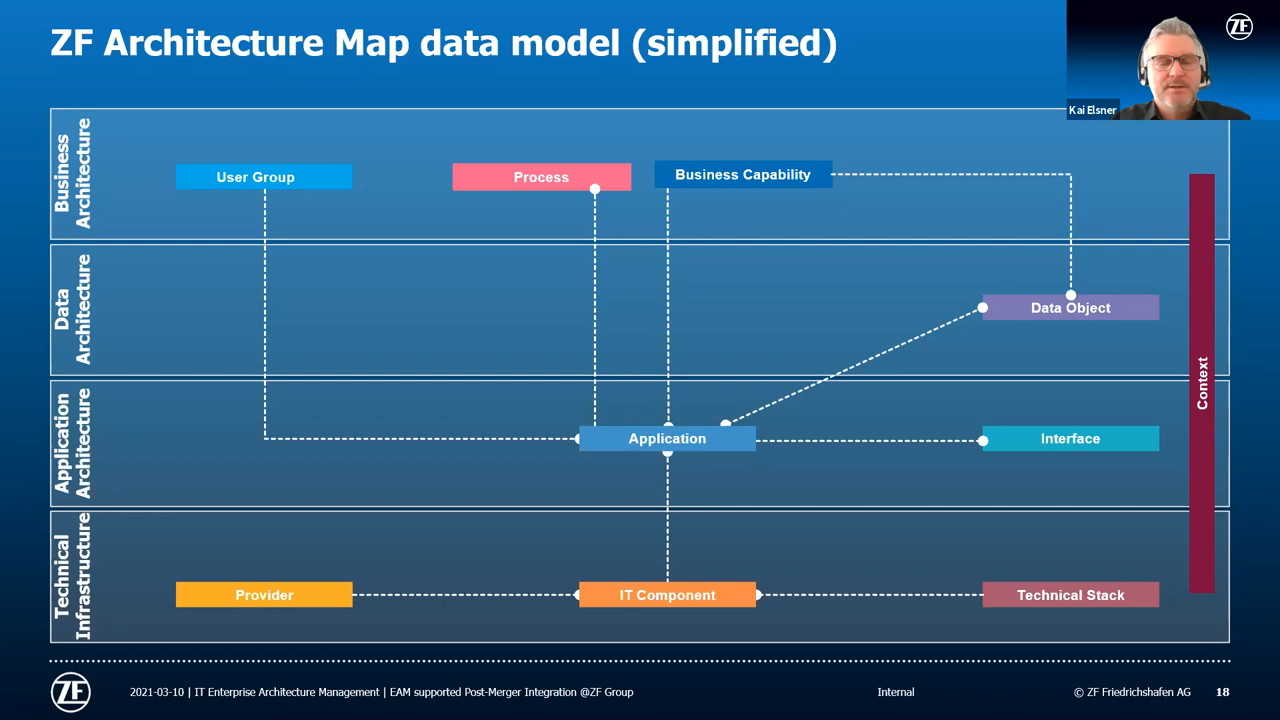 ZF Architecture Map data model (simplified)
ZF
Kai Elsner
Business
Architecture
User Group
Process
Business Capability
Data
Architecture
Data Object
Context
Application
Architecture
Application
Interface
Technical
Infrastructure
Provider
IT Component
Technical Stack
ZF
2021-03-10 | IT Enterprise Architecture Management | EAM supported Post-Merger Integration @ZF Group
Internal
© ZF Friedrichshafen AG
18